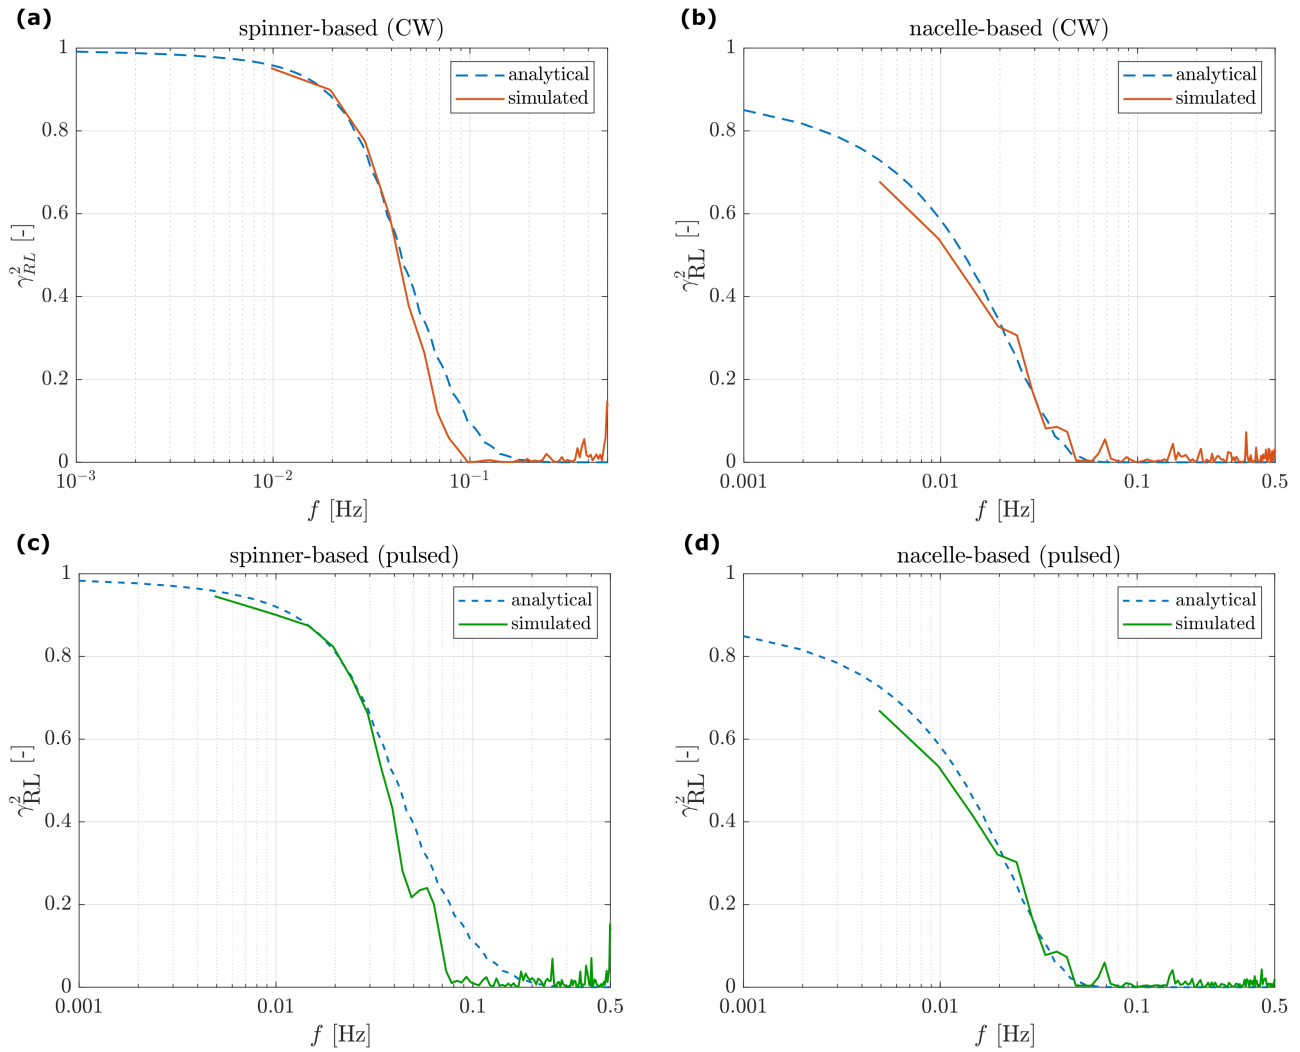 (a)
spinner-based (CW)
1
0.8
0.6
0.4
0.2
0
γ²RL [-]
analytical
simulated
10⁻³
10⁻²
10⁻¹
f [Hz]
(b)
nacelle-based (CW)
1
0.8
0.6
0.4
0.2
0
γ²RL [-]
analytical
simulated
0.001
0.01
0.1
0.5
f [Hz]
(c)
spinner-based (pulsed)
1
0.8
0.6
0.4
0.2
0
γ²RL [-]
analytical
simulated
0.001
0.01
0.1
0.5
f [Hz]
(d)
nacelle-based (pulsed)
1
0.8
0.6
0.4
0.2
0
γ²RL [-]
analytical
simulated
0.001
0.01
0.1
0.5
f [Hz]